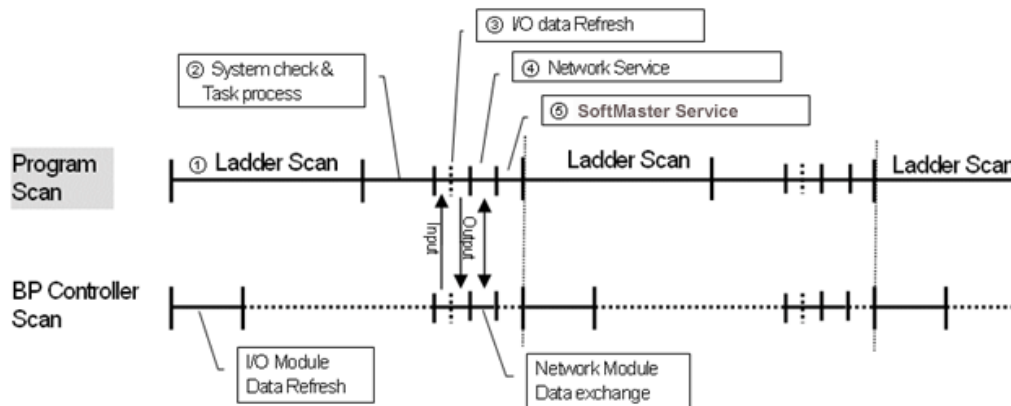 ③ I/O data Refresh
② System check &
Task process
④ Network Service
⑤ SoftMaster Service
Program
Scan
① Ladder Scan
Ladder Scan
Ladder Scan
Input
Output
BP Controller
Scan
I/O Module
Data Refresh
Network Module
Data exchange